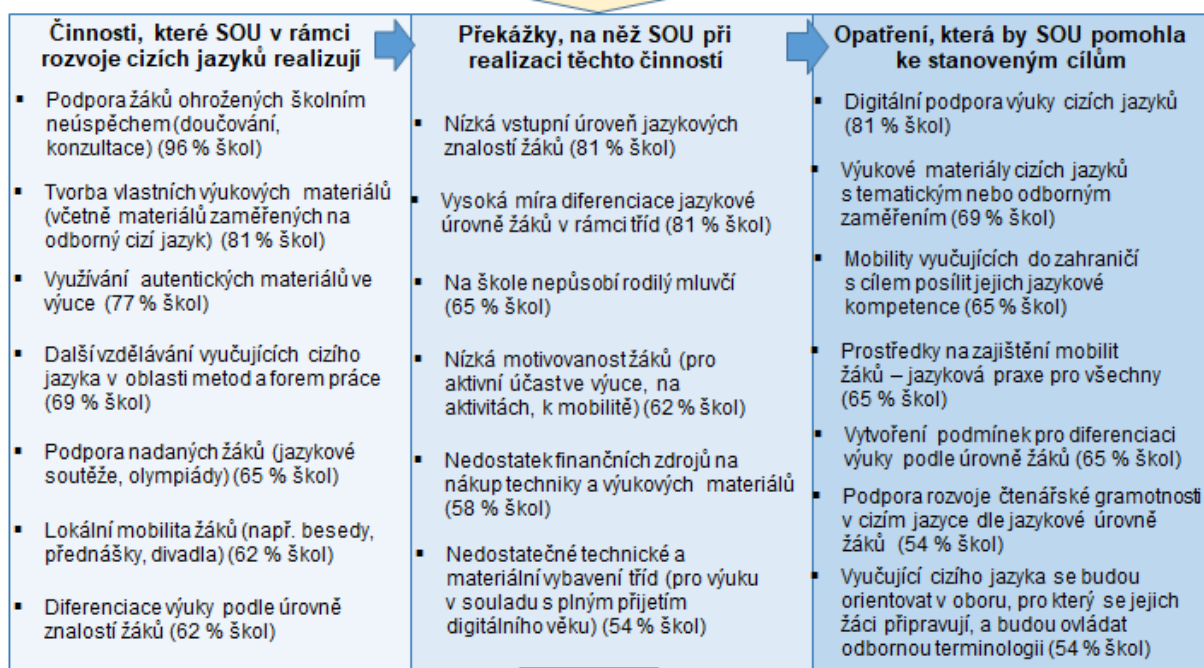 Činnosti, které SOU v rámci
rozvoje cizích jazyků realizují
▪ Podpora žáků ohrožených školním
neúspěchem (doučování,
konzultace) (96 % škol)
▪ Tvorba vlastních výukových materiálů
(včetně materiálů zaměřených na
odborný cizí jazyk) (81 % škol)
▪ Využívání autentických materiálů ve
výuce (77 % škol)
▪ Další vzdělávání vyučujících cizího
jazyka v oblasti metod a forem práce
(69 % škol)
▪ Podpora nadaných žáků (jazykové
soutěže, olympiády) (65 % škol)
▪ Lokální mobilita žáků (např. besedy,
přednášky, divadla) (62 % škol)
▪ Diferenciace výuky podle úrovně
znalostí žáků (62 % škol)
Překážky, na něž SOU při
realizaci těchto činností
▪ Nízká vstupní úroveň jazykových
znalostí žáků (81 % škol)
▪ Vysoká míra diferenciace jazykové
úrovně žáků v rámci tříd (81 % škol)
▪ Na škole nepůsobí rodilý mluvčí
(65 % škol)
▪ Nízká motivovanost žáků (pro
aktivní účast ve výuce, na
aktivitách, k mobilitě) (62 % škol)
▪ Nedostatek finančních zdrojů na
nákup techniky a výukových materiálů
(58 % škol)
▪ Nedostatečné technické a
materiální vybavení tříd (pro výuku
v souladu s plným přijetím
digitálního věku) (54 % škol)
Opatření, která by SOU pomohla
ke stanoveným cílům
▪ Digitální podpora výuky cizích jazyků
(81 % škol)
▪ Výukové materiály cizích jazyků
s tematickým nebo odborným
zaměřením (69 % škol)
▪ Mobility vyučujících do zahraničí
s cílem posílit jejich jazykové
kompetence (65 % škol)
▪ Prostředky na zajištění mobilit
žáků – jazyková praxe pro všechny
(65 % škol)
▪ Vytvoření podmínek pro diferenciaci
výuky podle úrovně žáků (65 % škol)
▪ Podpora rozvoje čtenářské gramotnosti
v cizím jazyce dle jazykové úrovně
žáků (54 % škol)
▪ Vyučující cizího jazyka se budou
orientovat v oboru, pro který se jejich
žáci připravují, a budou ovládat
odbornou terminologii (54 % škol)